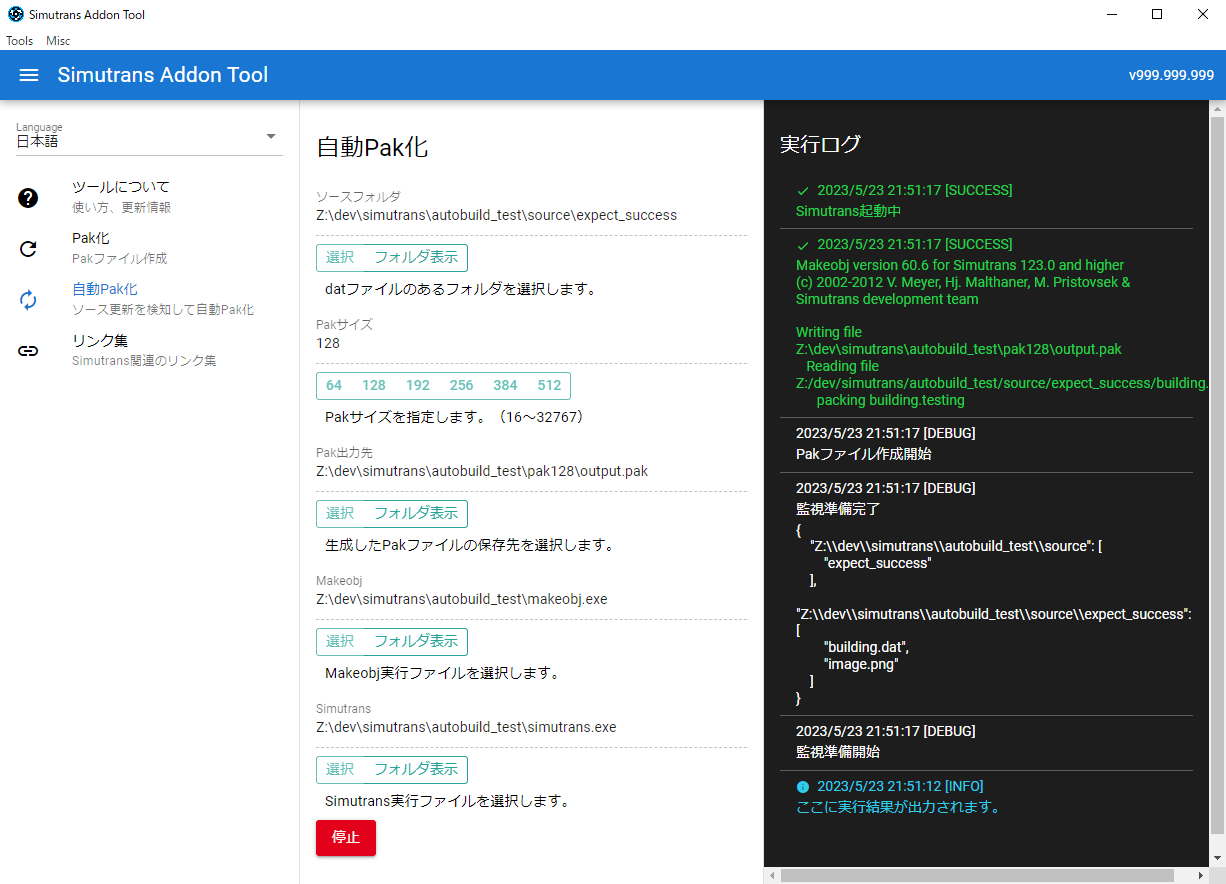 Simutrans Addon Tool
Tools Misc
Simutrans Addon Tool
v999.999.999
Language
日本語
ツールについて
使い方、更新情報
Pak化
Pakファイル作成
自動Pak化
ソース更新を検知して自動Pak化
リンク集
Simutrans関連のリンク集
自動Pak化
ソースフォルダ
Z:\dev\simutrans\autobuild_test\source\expect_success
選択 フォルダ表示
datファイルのあるフォルダを選択します。
Pakサイズ
128
64 128 192 256 384 512
Pakサイズを指定します。（16～32767）
Pak出力先
Z:\dev\simutrans\autobuild_test\pak128\output.pak
選択 フォルダ表示
生成したPakファイルの保存先を選択します。
Makeobj
Z:\dev\simutrans\autobuild_test\makeobj.exe
選択 フォルダ表示
Makeobj実行ファイルを選択します。
Simutrans
Z:\dev\simutrans\autobuild_test\simutrans.exe
選択 フォルダ表示
Simutrans実行ファイルを選択します。
停止
実行ログ
2023/5/23 21:51:17 [SUCCESS]
Simutrans起動中
2023/5/23 21:51:17 [SUCCESS]
Makeobj version 60.6 for Simutrans 123.0 and higher
(c) 2002-2012 V. Meyer, Hj. Malthaner, M. Pristovsek &
Simutrans development team
Writing file
Z:\dev\simutrans\autobuild_test\pak128\output.pak
Reading file
Z:/dev/simutrans/autobuild_test/source/expect_success/building.
packing building.testing
2023/5/23 21:51:17 [DEBUG]
Pakファイル作成開始
2023/5/23 21:51:17 [DEBUG]
監視準備完了
{
"Z:\\dev\\simutrans\\autobuild_test\\source": [
"expect_success"
],
"Z:\\dev\\simutrans\\autobuild_test\\source\\expect_success":
[
"building.dat",
"image.png"
]
}
2023/5/23 21:51:17 [DEBUG]
監視準備開始
2023/5/23 21:51:12 [INFO]
ここに実行結果が出力されます。